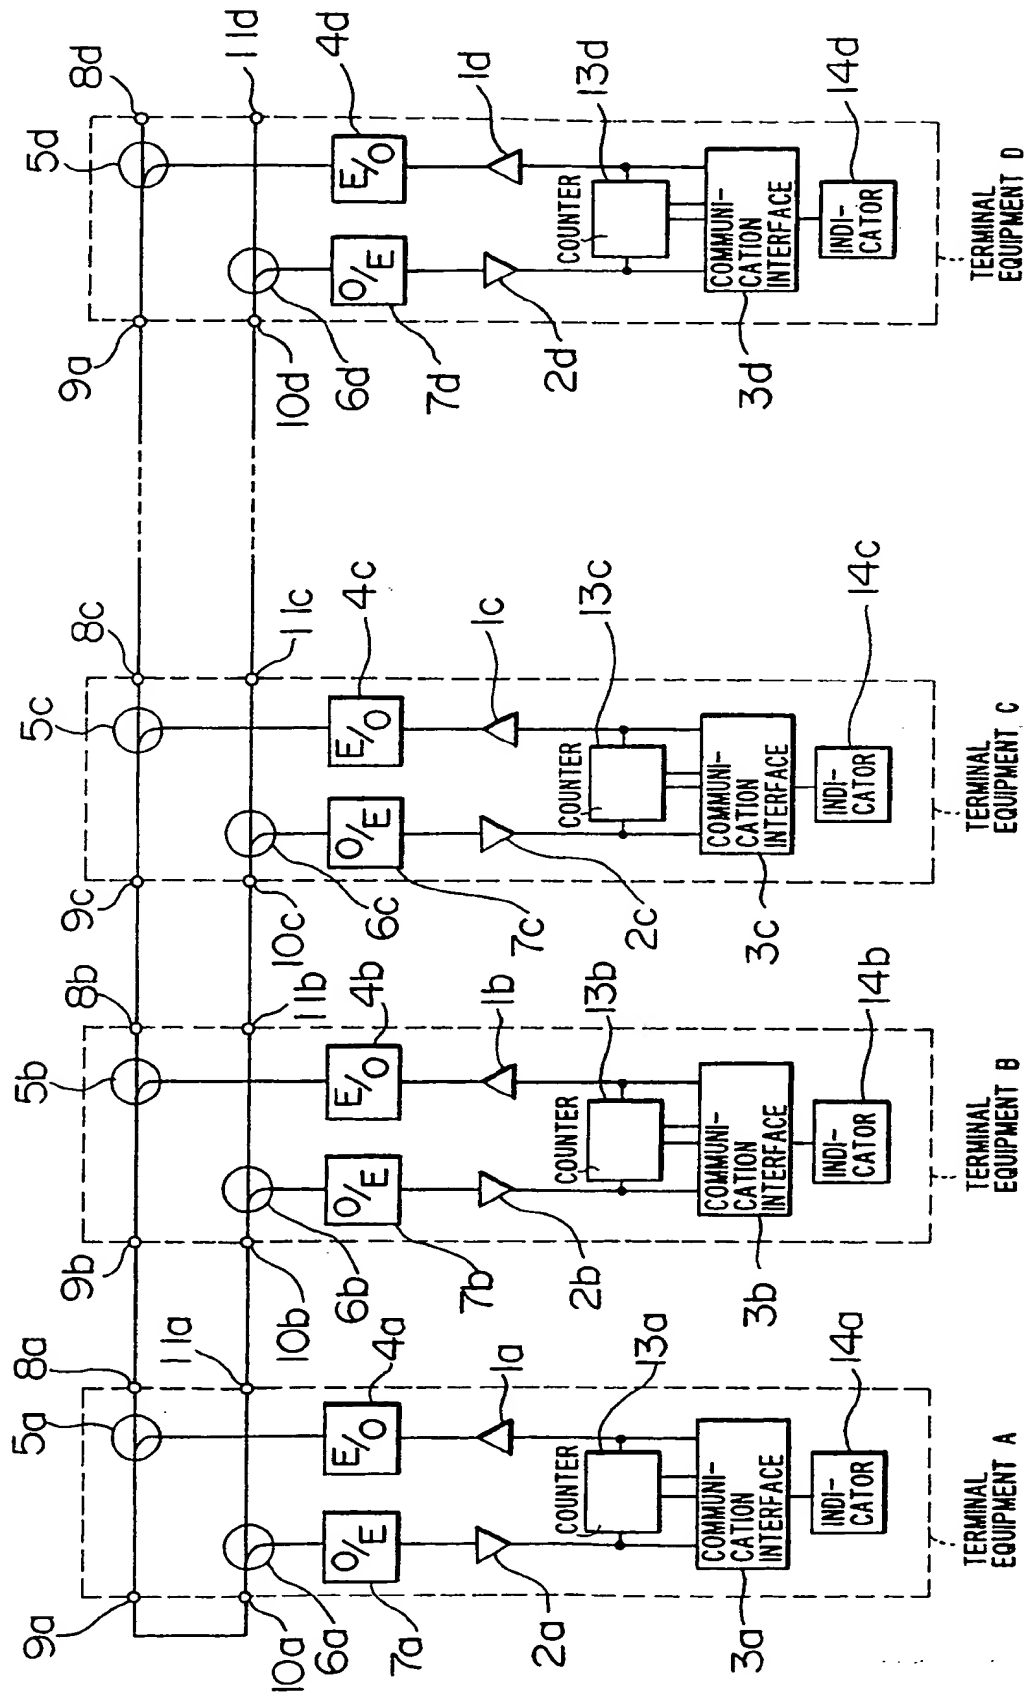 5a
8a
9b
5b
8b
9c
5c
8c
9a
5d
8d
9a
11a
10b
11b
10c
11c
10d
11d
10a
6a
6b
6c
6d
O/E
E/O
4a
O/E
E/O
4b
O/E
E/O
4c
O/E
E/O
4d
7a
7b
7c
7d
2a
1a
2b
1b
2c
1c
2d
1d
COUNTER
13a
COUNTER
13b
COUNTER
13c
COUNTER
13d
COMMUNI-
CATION
INTERFACE
COMMUNI-
CATION
INTERFACE
COMMUNI-
CATION
INTERFACE
COMMUNI-
CATION
INTERFACE
3a
3b
3c
3d
INDI-
CATOR
14a
INDI-
CATOR
14b
INDI-
CATOR
14c
INDI-
CATOR
14d
TERMINAL
EQUIPMENT A
TERMINAL
EQUIPMENT B
TERMINAL
EQUIPMENT C
TERMINAL
EQUIPMENT D